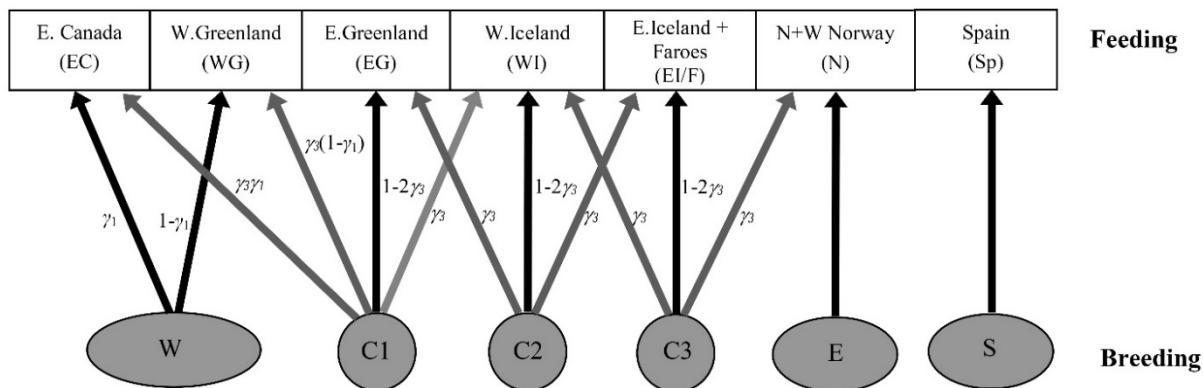 E. Canada
(EC)
W.Greenland
(WG)
E.Greenland
(EG)
W.Iceland
(WI)
E.Iceland +
Faroes
(EI/F)
N+W Norway
(N)
Spain
(Sp)
Feeding
γ1
1-γ1
γ3γ1
γ3(1-γ1)
1-2γ3
γ3
γ3
1-2γ3
γ3
γ3
1-2γ3
γ3
W
C1
C2
C3
E
S
Breeding